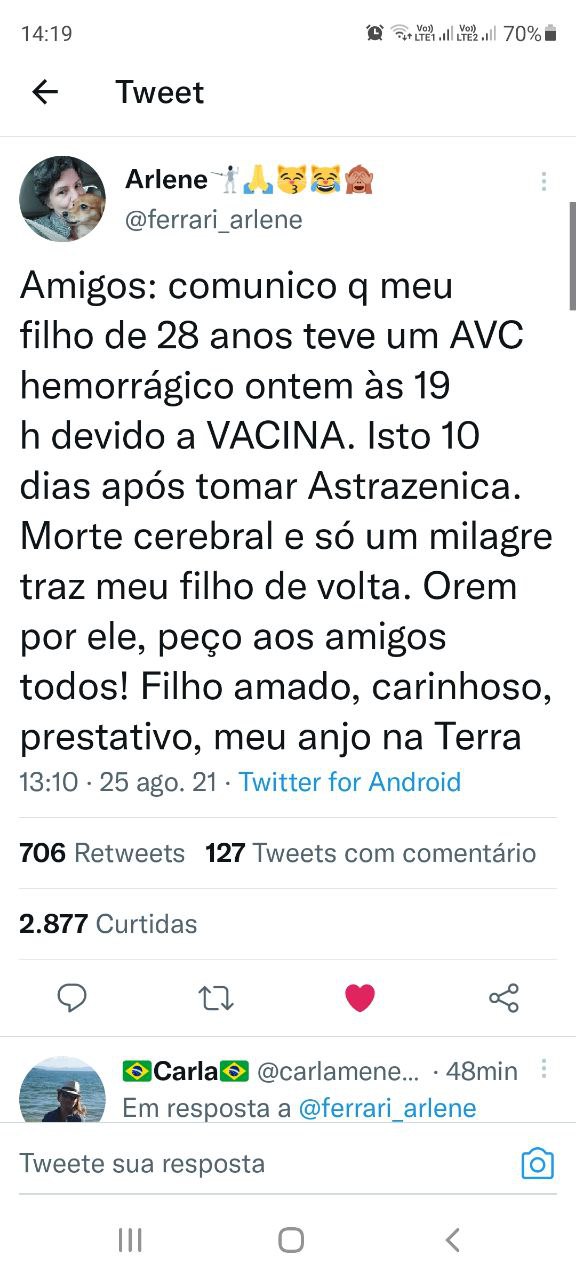 14:19 Vo)) LTE1 Vo)) LTE2 70%
Tweet
Arlene🤺🙏😽😹🙈
@ferrari_arlene
Amigos: comunico q meu
filho de 28 anos teve um AVC
hemorrágico ontem às 19
h devido a VACINA. Isto 10
dias após tomar Astrazenica.
Morte cerebral e só um milagre
traz meu filho de volta. Orem
por ele, peço aos amigos
todos! Filho amado, carinhoso,
prestativo, meu anjo na Terra
13:10 · 25 ago. 21 · Twitter for Android
706 Retweets 127 Tweets com comentário
2.877 Curtidas
🇧🇷Carla🇧🇷 @carlamene... · 48min
Em resposta a @ferrari_arlene
Tweete sua resposta